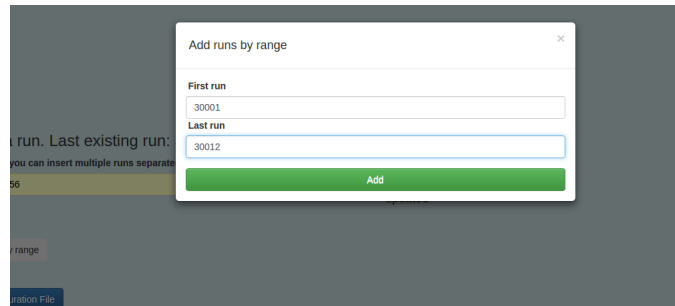 Add runs by range
×
First run
30001
run. Last existing run:
Last run
30012
you can insert multiple runs separate
56
Add
range
File